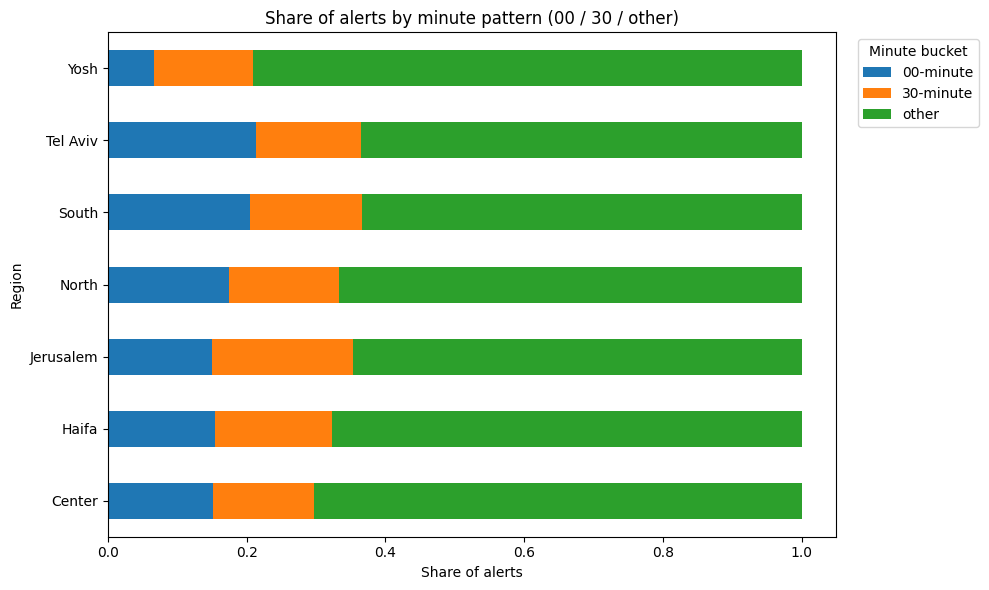 Share of alerts by minute pattern (00 / 30 / other)
Minute bucket
00-minute
30-minute
other
Region
Yosh
Tel Aviv
South
North
Jerusalem
Haifa
Center
0.0 0.2 0.4 0.6 0.8 1.0
Share of alerts